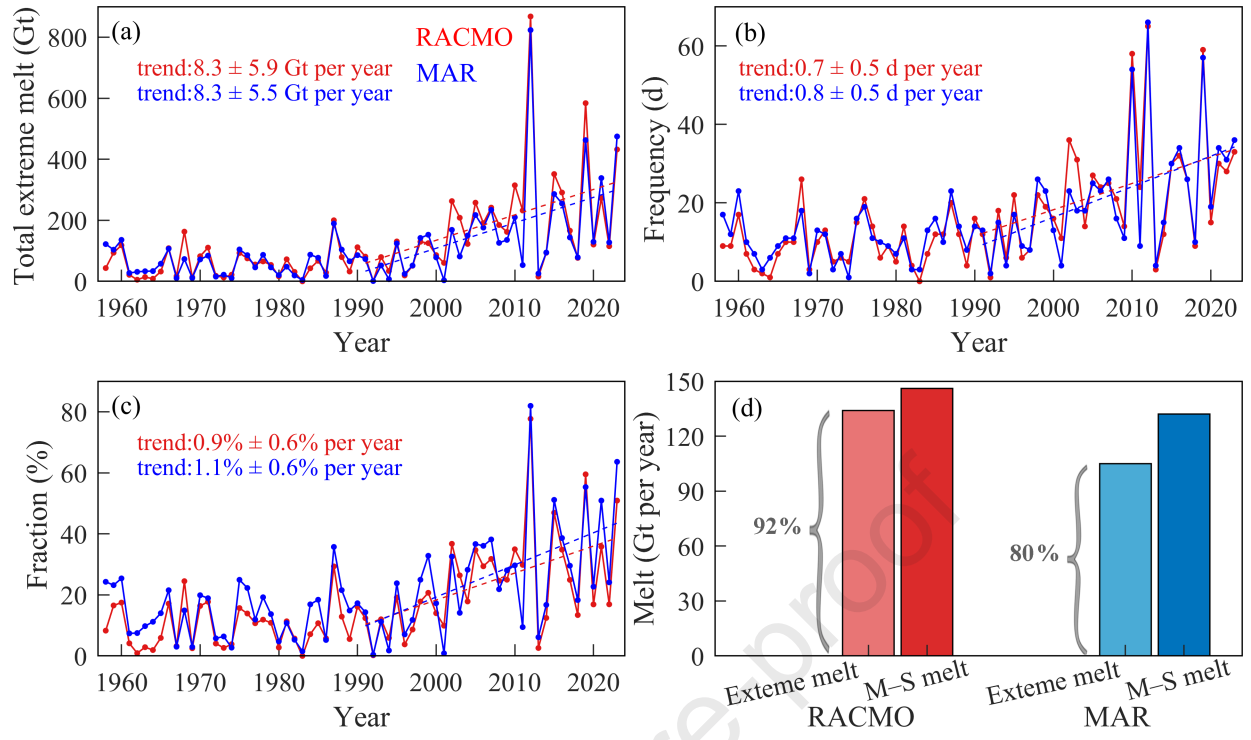 (a)
RACMO
MAR
trend:8.3 ± 5.9 Gt per year
trend:8.3 ± 5.5 Gt per year
Total extreme melt (Gt)
800
600
400
200
0
1960 1970 1980 1990 2000 2010 2020
Year
(b)
trend:0.7 ± 0.5 d per year
trend:0.8 ± 0.5 d per year
Frequency (d)
60
40
20
0
1960 1970 1980 1990 2000 2010 2020
Year
(c)
trend:0.9% ± 0.6% per year
trend:1.1% ± 0.6% per year
Fraction (%)
80
60
40
20
0
1960 1970 1980 1990 2000 2010 2020
Year
(d)
Melt (Gt per year)
150
120
90
60
30
0
92%
80%
Exteme melt M–S melt Exteme melt M–S melt
RACMO MAR
re-proof